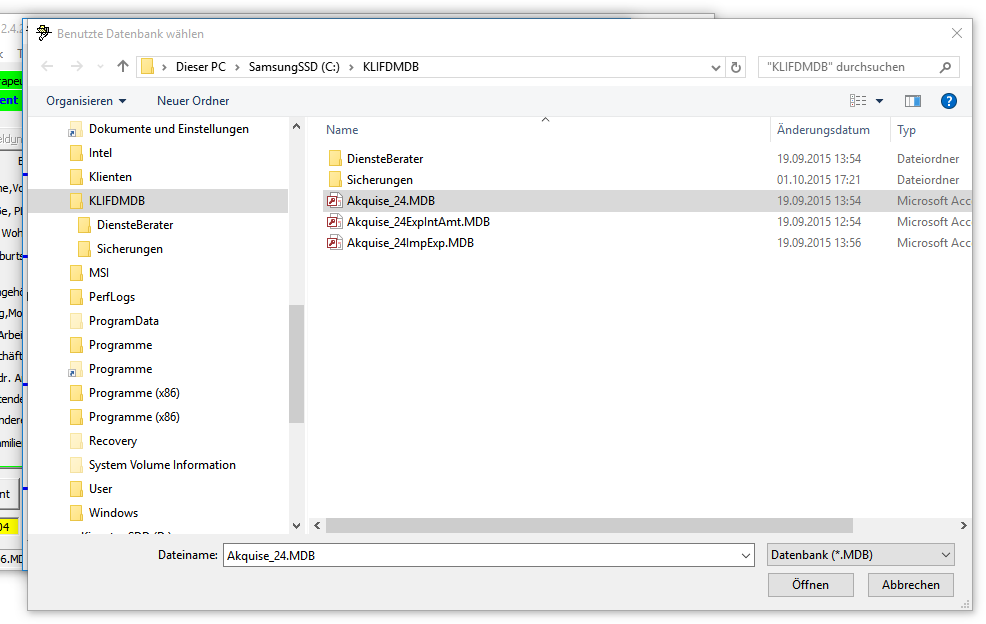 2.4.2
Benutzte Datenbank wählen
Dieser PC > SamsungSSD (C:) > KLIFDMDB
"KLIFDMDB" durchsuchen
Organisieren
Neuer Ordner
Dokumente und Einstellungen
Intel
Klienten
KLIFDMDB
DiensteBerater
Sicherungen
MSI
PerfLogs
ProgramData
Programme
Programme
Programme (x86)
Programme (x86)
Recovery
System Volume Information
User
Windows
Name Änderungsdatum Typ
DiensteBerater 19.09.2015 13:54 Dateiordner
Sicherungen 01.10.2015 17:21 Dateiordner
Akquise_24.MDB 19.09.2015 13:54 Microsoft Acc
Akquise_24ExpIntAmt.MDB 19.09.2015 12:54 Microsoft Acc
Akquise_24ImpExp.MDB 19.09.2015 13:56 Microsoft Acc
Dateiname: Akquise_24.MDB
Datenbank (*.MDB)
Öffnen
Abbrechen